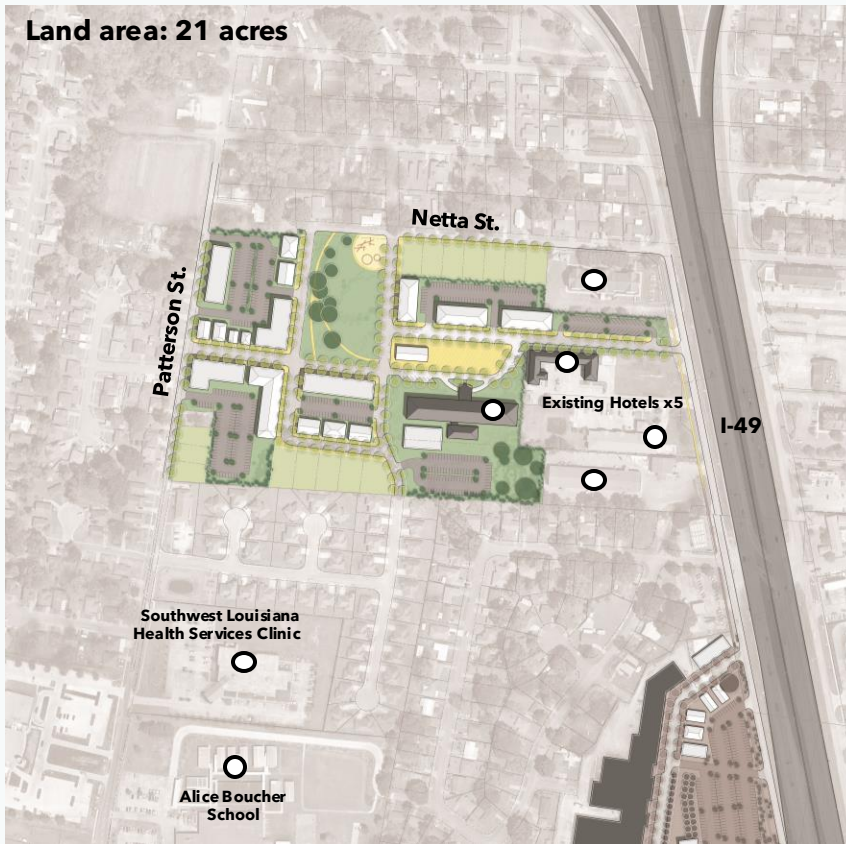 Land area: 21 acres
Netta St.
Patterson St.
Existing Hotels x5
I-49
Southwest Louisiana
Health Services Clinic
Alice Boucher
School